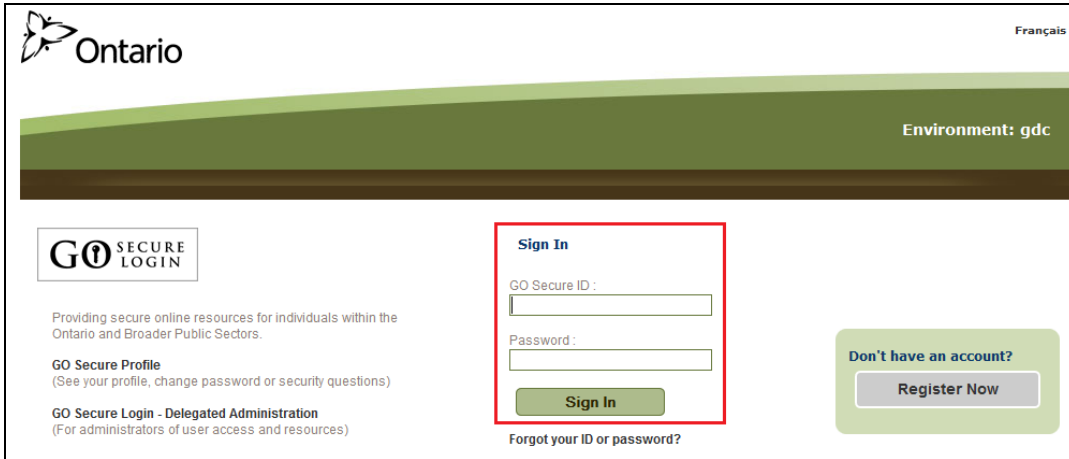 Ontario
Français
Environment: gdc
GO SECURE LOGIN
Providing secure online resources for individuals within the
Ontario and Broader Public Sectors.
GO Secure Profile
(See your profile, change password or security questions)
GO Secure Login - Delegated Administration
(For administrators of user access and resources)
Sign In
GO Secure ID :
Password :
Sign In
Forgot your ID or password?
Don't have an account?
Register Now